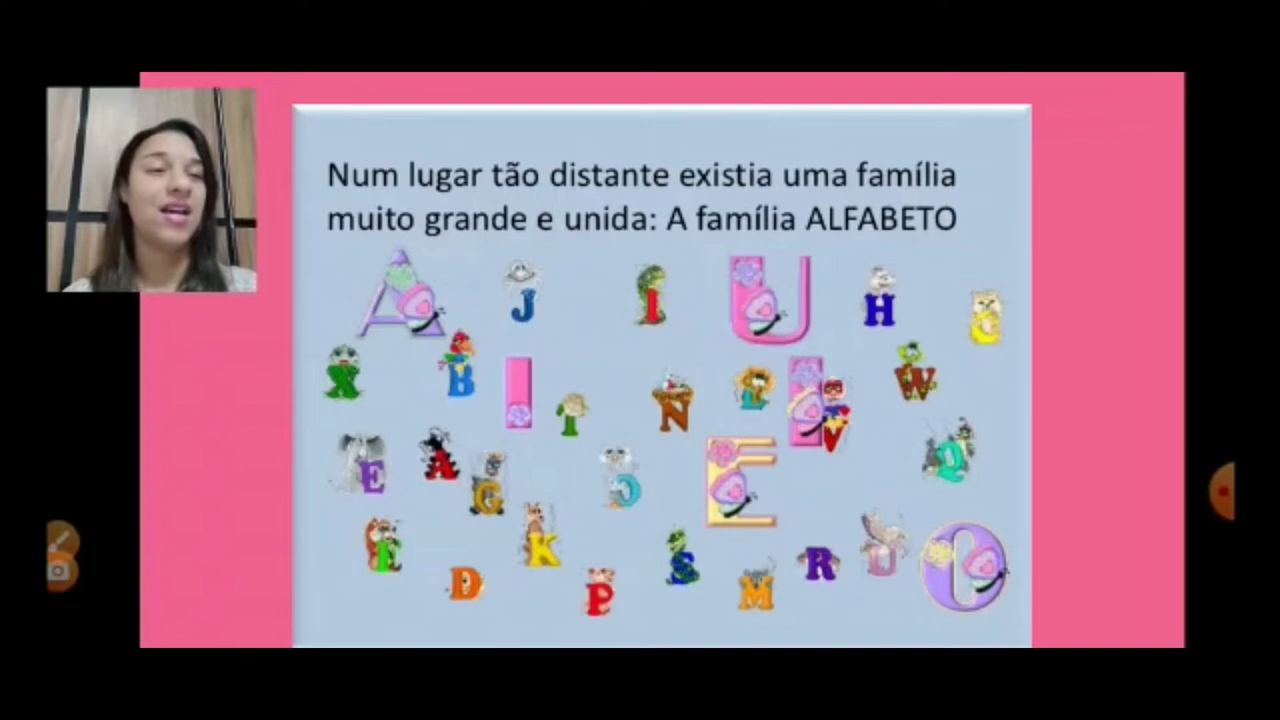 Num lugar tão distante existia uma família
muito grande e unida: A família ALFABETO
A J I U H
X B I N L V W
E A G E Q
K S
D P M R U O